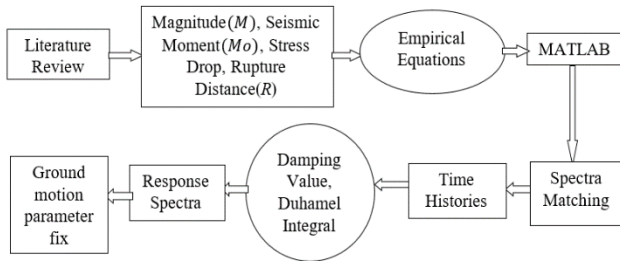 Literature
Review
Magnitude(M), Seismic
Moment(Mo), Stress
Drop, Rupture
Distance(R)
Empirical
Equations
MATLAB
Spectra
Matching
Time
Histories
Damping
Value,
Duhamel
Integral
Response
Spectra
Ground
motion
parameter
fix